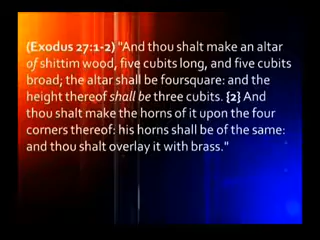 (Exodus 27:1-2) "And thou shalt make an altar
of shittim wood, five cubits long, and five cubits
broad; the altar shall be foursquare: and the
height thereof shall be three cubits. {2} And
thou shalt make the horns of it upon the four
corners thereof: his horns shall be of the same:
and thou shalt overlay it with brass."